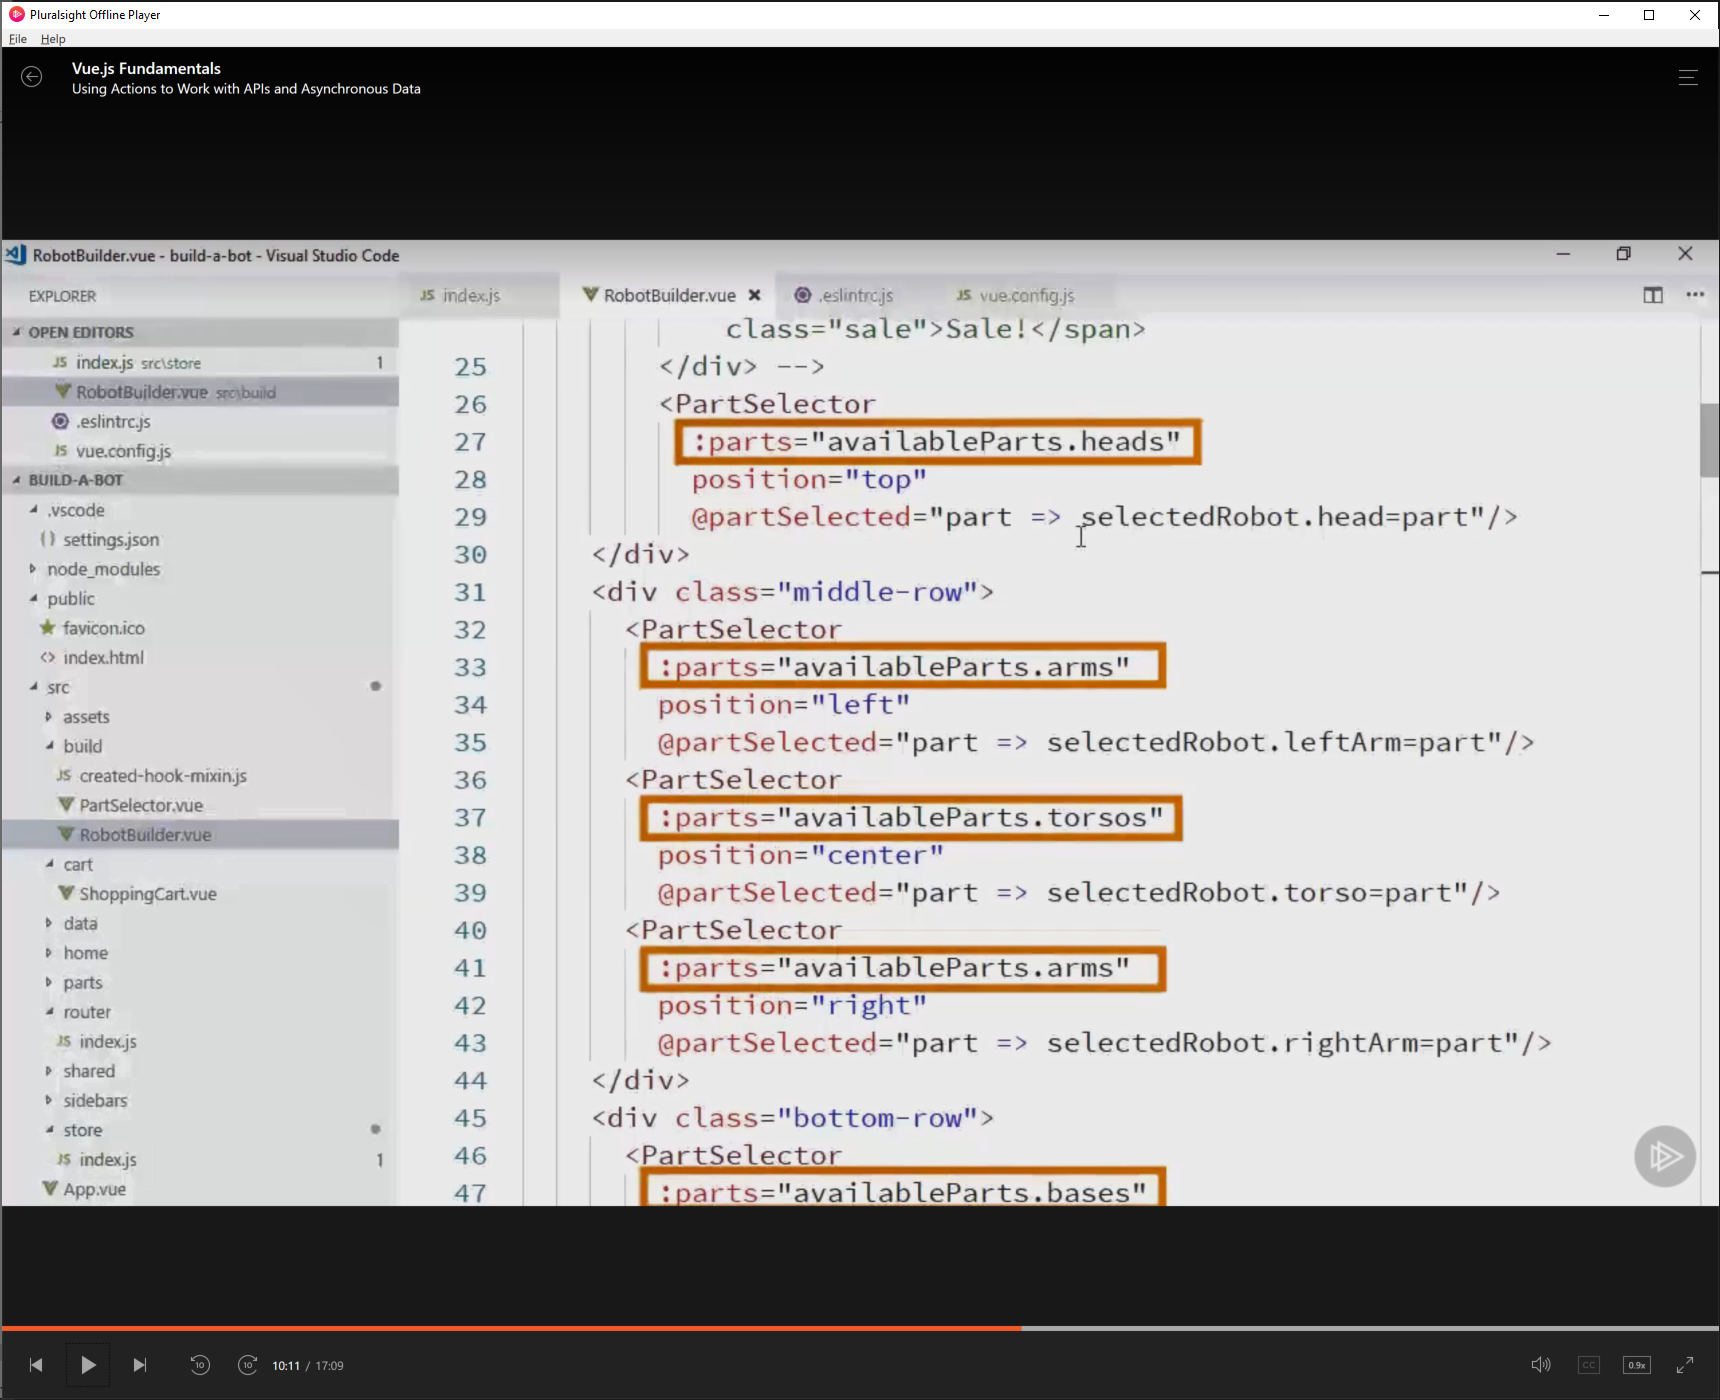 Pluralsight Offline Player
File Help
Vue.js Fundamentals
Using Actions to Work with APIs and Asynchronous Data
RobotBuilder.vue - build-a-bot - Visual Studio Code
EXPLORER
OPEN EDITORS
JS index.js src\store 1
RobotBuilder.vue src\build
.eslintrc.js
JS vue.config.js
BUILD-A-BOT
.vscode
{} settings.json
node_modules
public
favicon.ico
<> index.html
src
assets
build
JS created-hook-mixin.js
PartSelector.vue
RobotBuilder.vue
cart
ShoppingCart.vue
data
home
parts
router
JS index.js
shared
sidebars
store
JS index.js 1
App.vue
JS index.js RobotBuilder.vue .eslintrc.js JS vue.config.js
class="sale">Sale!</span>
25 </div> -->
26 <PartSelector
27 :parts="availableParts.heads"
28 position="top"
29 @partSelected="part => selectedRobot.head=part"/>
30 </div>
31 <div class="middle-row">
32 <PartSelector
33 :parts="availableParts.arms"
34 position="left"
35 @partSelected="part => selectedRobot.leftArm=part"/>
36 <PartSelector
37 :parts="availableParts.torsos"
38 position="center"
39 @partSelected="part => selectedRobot.torso=part"/>
40 <PartSelector
41 :parts="availableParts.arms"
42 position="right"
43 @partSelected="part => selectedRobot.rightArm=part"/>
44 </div>
45 <div class="bottom-row">
46 <PartSelector
47 :parts="availableParts.bases"
10 10 10:11 / 17:09 CC 0.9x